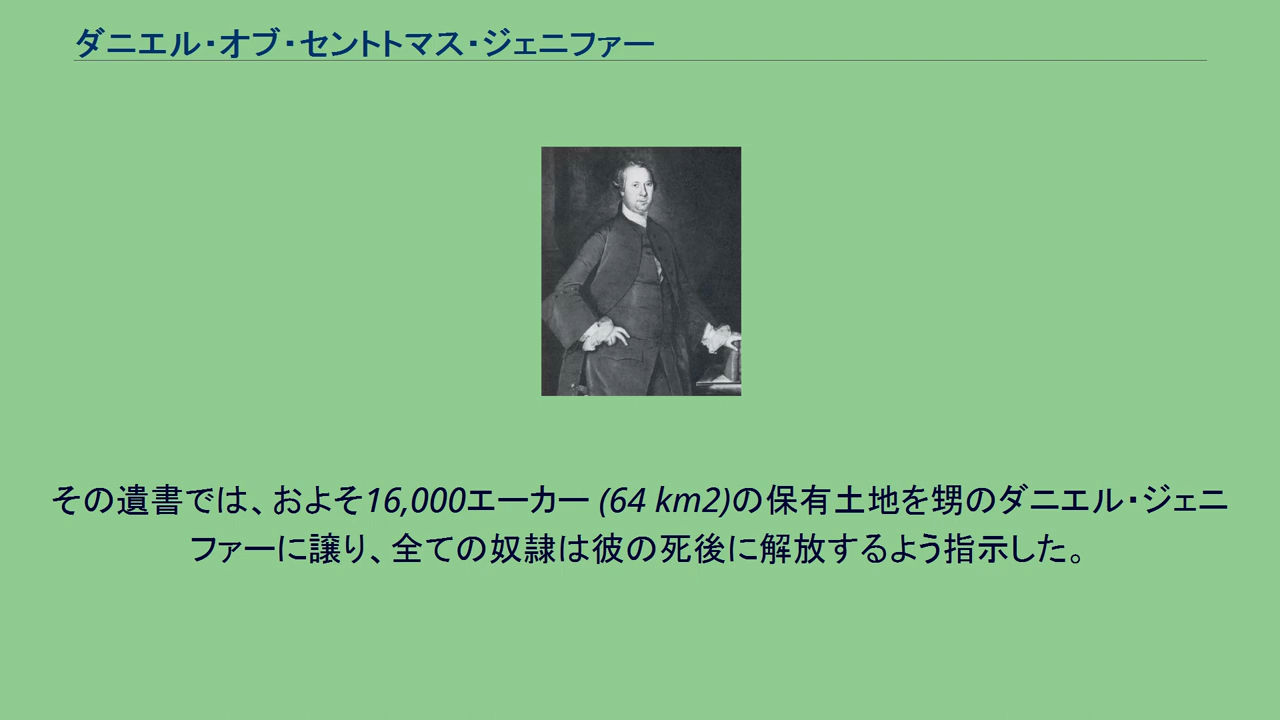 ダニエル・オブ・セントトマス・ジェニファー
その遺書では、およそ16,000エーカー (64 km2)の保有土地を甥のダニエル・ジェニ
ファーに譲り、全ての奴隷は彼の死後に解放するよう指示した。